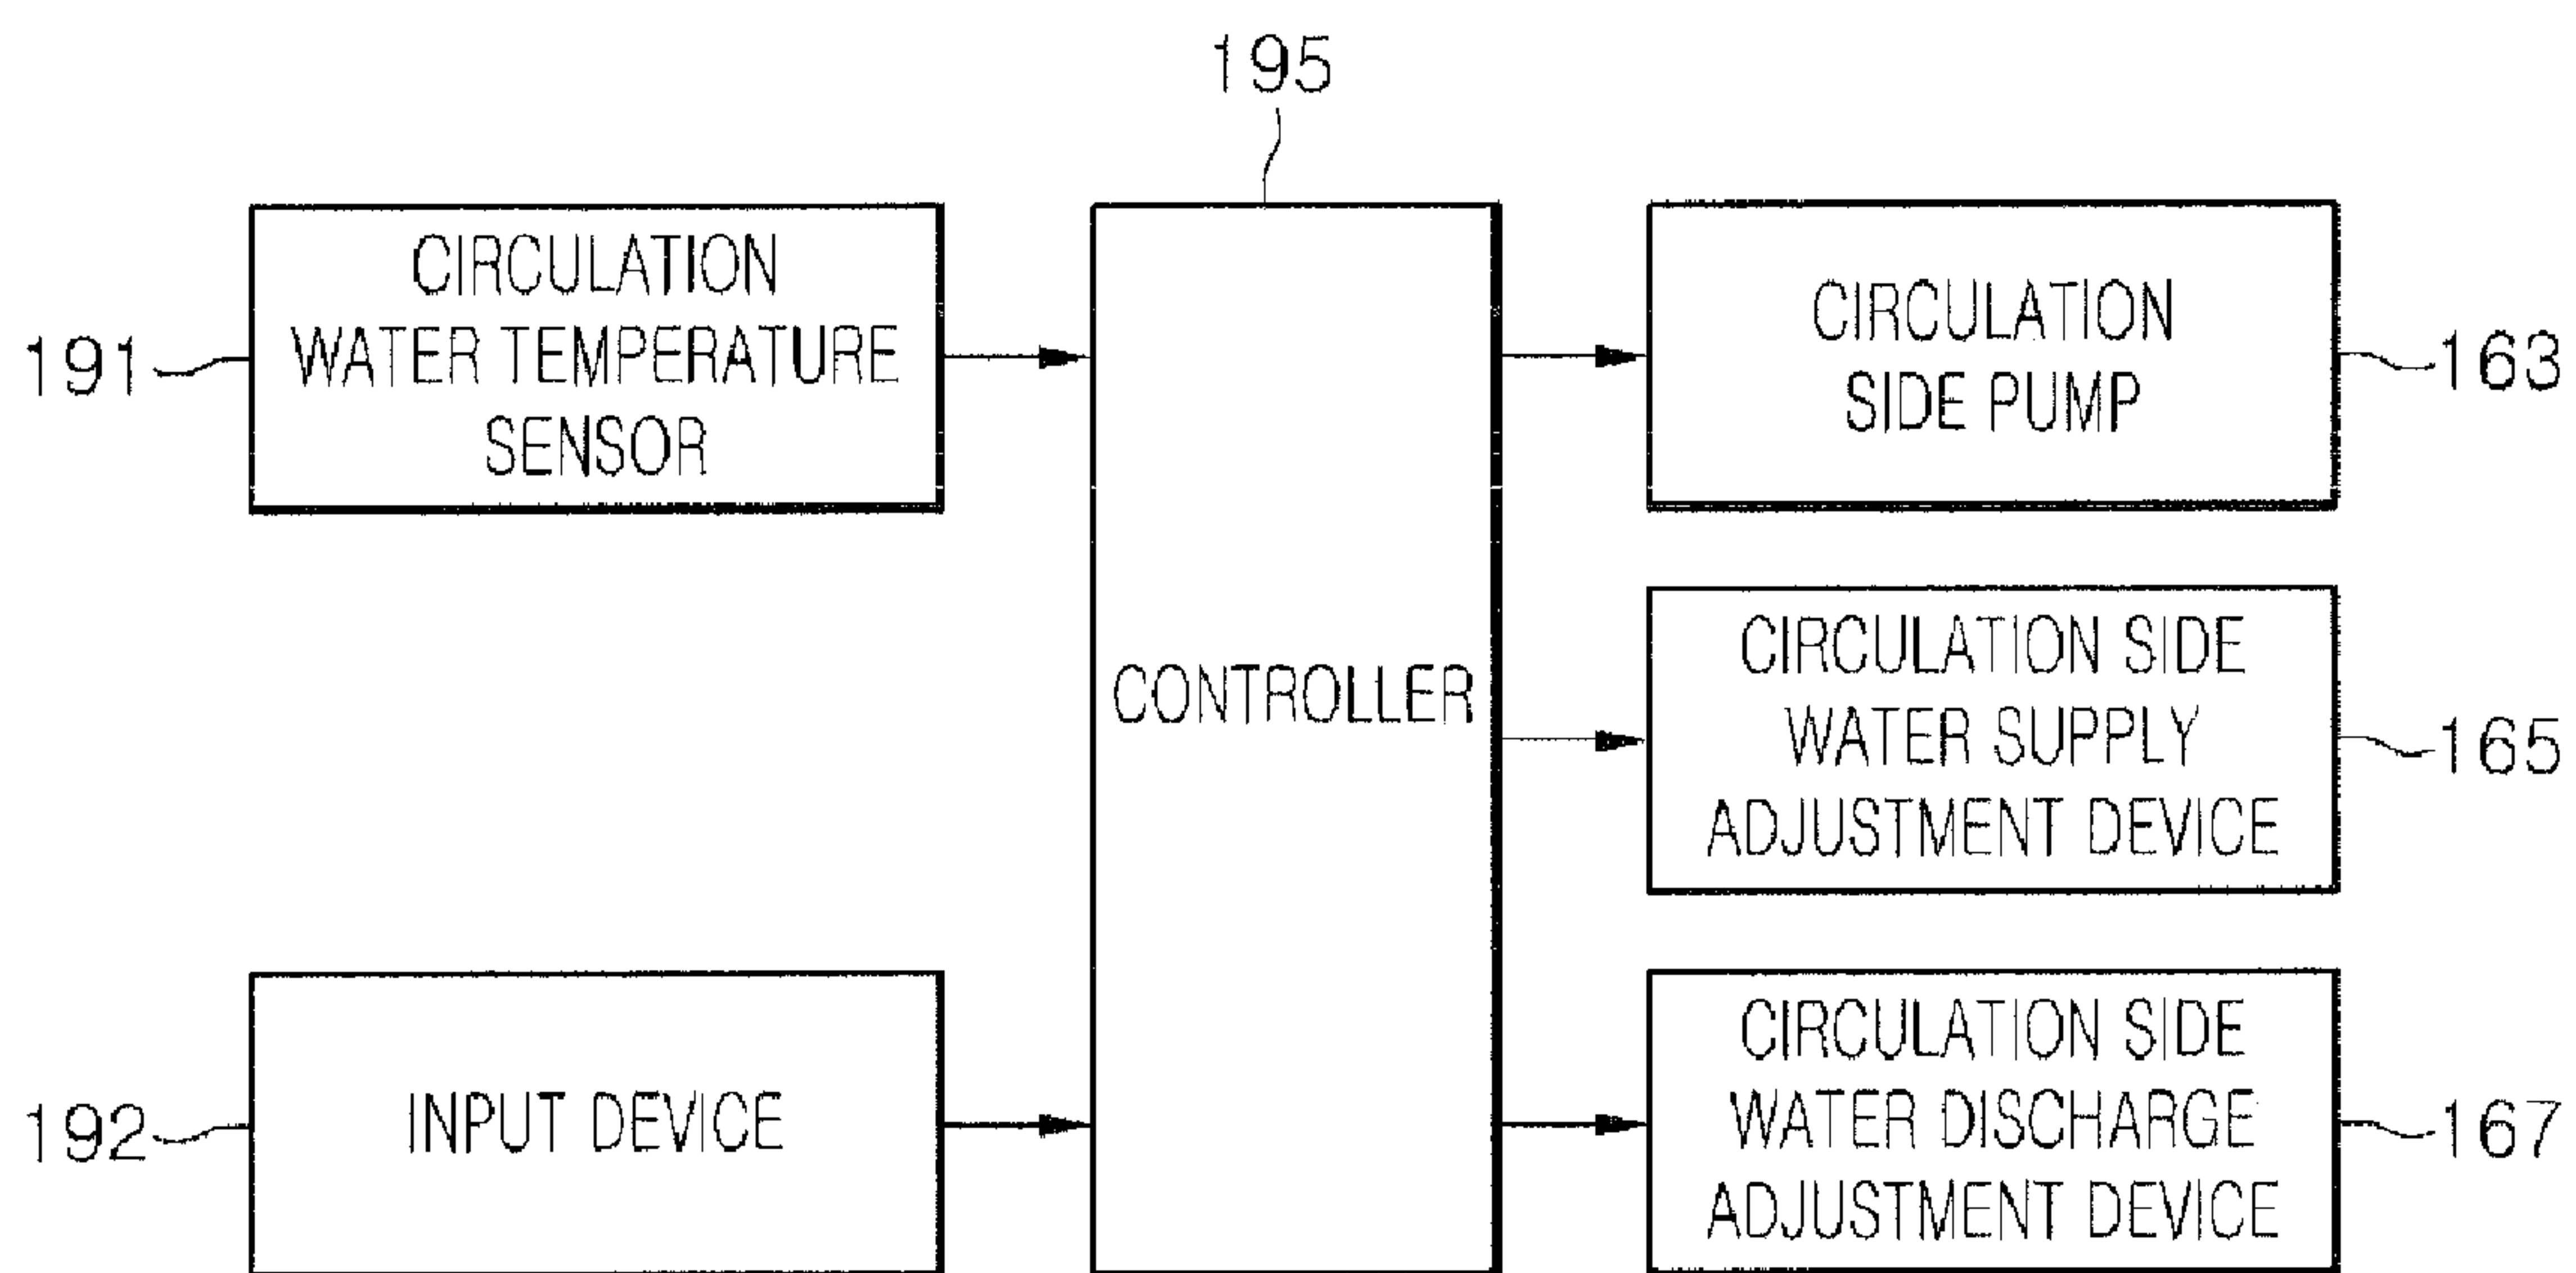 195
CIRCULATION
WATER TEMPERATURE
SENSOR
191
CONTROLLER
CIRCULATION
SIDE PUMP
163
CIRCULATION SIDE
WATER SUPPLY
ADJUSTMENT DEVICE
165
INPUT DEVICE
192
CIRCULATION SIDE
WATER DISCHARGE
ADJUSTMENT DEVICE
167